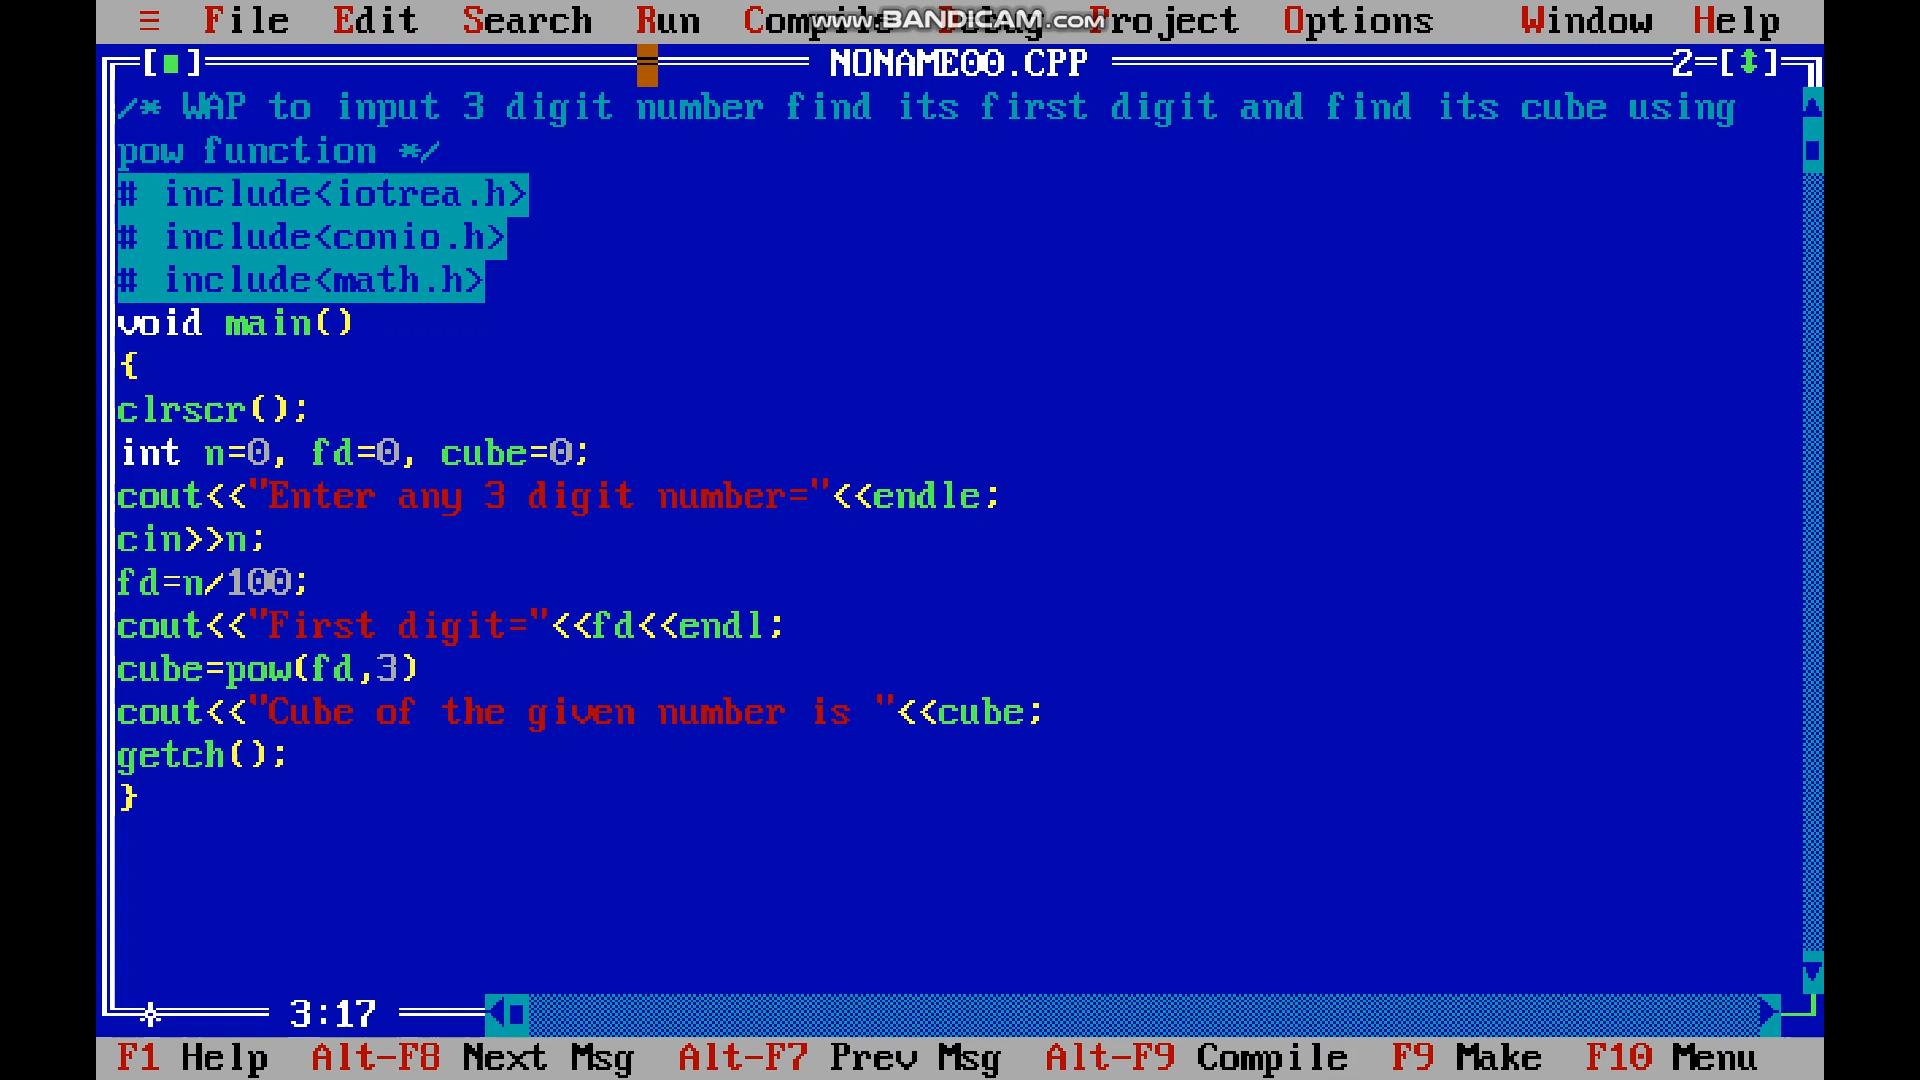 ≡ File Edit Search Run Compile Debug Project Options Window Help
www.BANDICAM.com
[■] NONAME00.CPP 2=[↕]
/* WAP to input 3 digit number find its first digit and find its cube using
pow function */
# include<iotrea.h>
# include<conio.h>
# include<math.h>
void main()
{
clrscr();
int n=0, fd=0, cube=0;
cout<<"Enter any 3 digit number="<<endle;
cin>>n;
fd=n/100;
cout<<"First digit="<<fd<<endl;
cube=pow(fd,3)
cout<<"Cube of the given number is "<<cube;
getch();
}
* 3:17
F1 Help Alt-F8 Next Msg Alt-F7 Prev Msg Alt-F9 Compile F9 Make F10 Menu